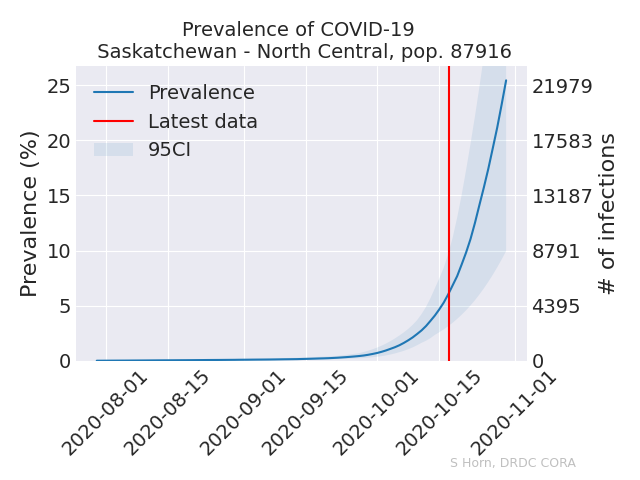 Prevalence of COVID-19
Saskatchewan - North Central, pop. 87916
Prevalence
Latest data
95CI
Prevalence (%)
25
20
15
10
5
0
21979
17583
13187
8791
4395
0
# of infections
2020-08-01
2020-08-15
2020-09-01
2020-09-15
2020-10-01
2020-10-15
2020-11-01
S Horn, DRDC CORA